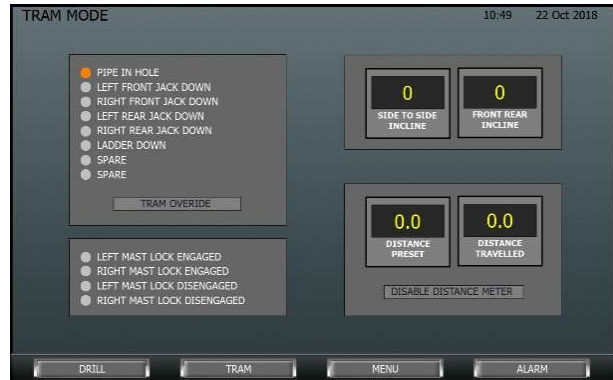 TRAM MODE
10:49 22 Oct 2018
PIPE IN HOLE
LEFT FRONT JACK DOWN
RIGHT FRONT JACK DOWN
LEFT REAR JACK DOWN
RIGHT REAR JACK DOWN
LADDER DOWN
SPARE
SPARE
TRAM OVERIDE
LEFT MAST LOCK ENGAGED
RIGHT MAST LOCK ENGAGED
LEFT MAST LOCK DISENGAGED
RIGHT MAST LOCK DISENGAGED
0
SIDE TO SIDE
INCLINE
0
FRONT REAR
INCLINE
0.0
DISTANCE
PRESET
0.0
DISTANCE
TRAVELLED
DISABLE DISTANCE METER
DRILL
TRAM
MENU
ALARM